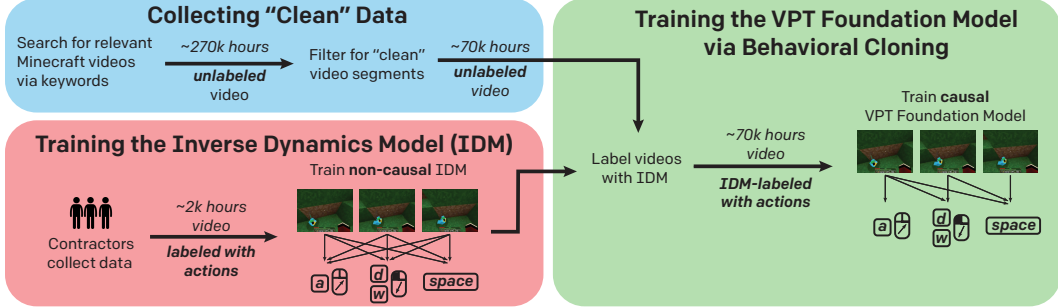 Collecting “Clean” Data
Search for relevant
Minecraft videos
via keywords
~270k hours
unlabeled
video
Filter for “clean”
video segments
~70k hours
unlabeled
video
Training the Inverse Dynamics Model (IDM)
Contractors
collect data
~2k hours
video
labeled with
actions
Train non-causal IDM
a
d
w
space
Training the VPT Foundation Model
via Behavioral Cloning
Label videos
with IDM
~70k hours
video
IDM-labeled
with actions
Train causal
VPT Foundation Model
a
d
w
space